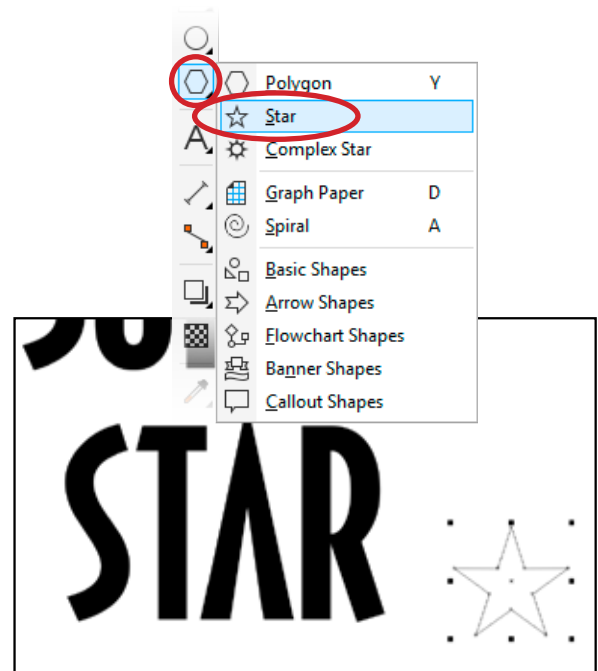 Polygon Y
Star
Complex Star
A
Graph Paper D
Spiral A
Basic Shapes
Arrow Shapes
Flowchart Shapes
Banner Shapes
Callout Shapes
STAR